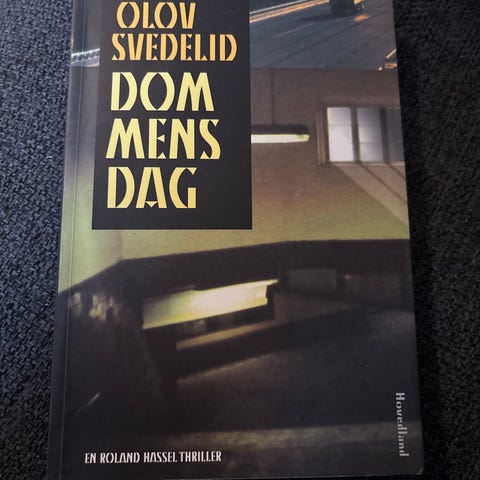 OLOV
SVEDELID
DOM
MENS
DAG
Hovedland
EN ROLAND HASSEL THRILLER